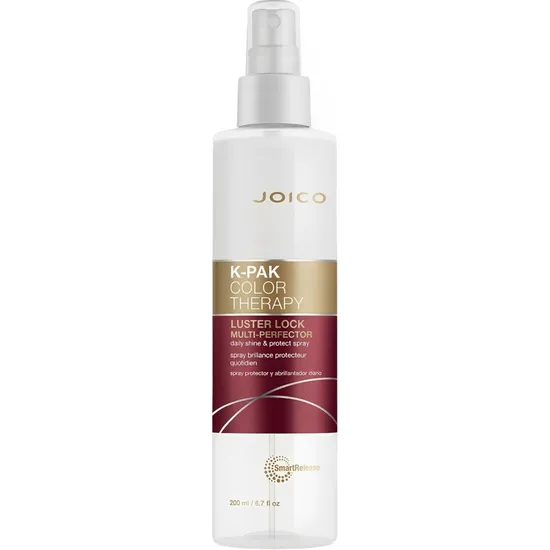 JOICO
K-PAK
COLOR
THERAPY
LUSTER LOCK
MULTI-PERFECTOR
daily shine & protect spray
spray brillance protecteur
quotidien
spray protector y abrillantador diario
SmartRelease
200 ml / 6.7 fl oz